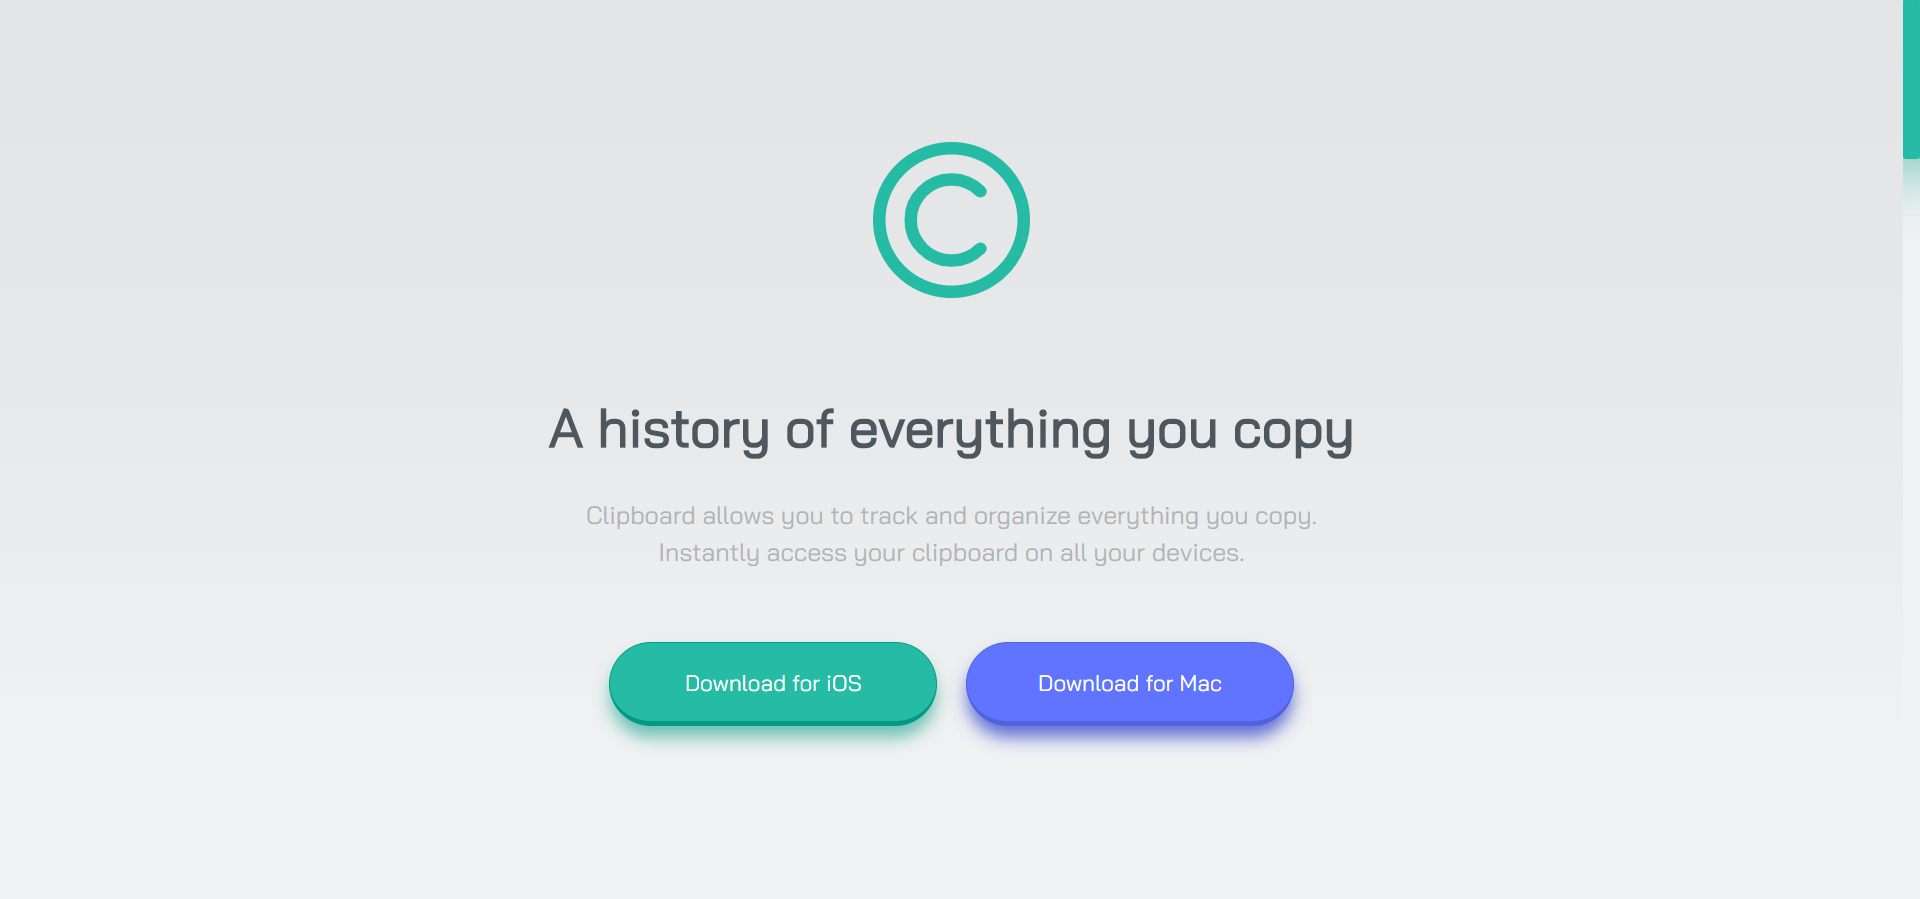 A history of everything you copy
Clipboard allows you to track and organize everything you copy.
Instantly access your clipboard on all your devices.
Download for iOS
Download for Mac